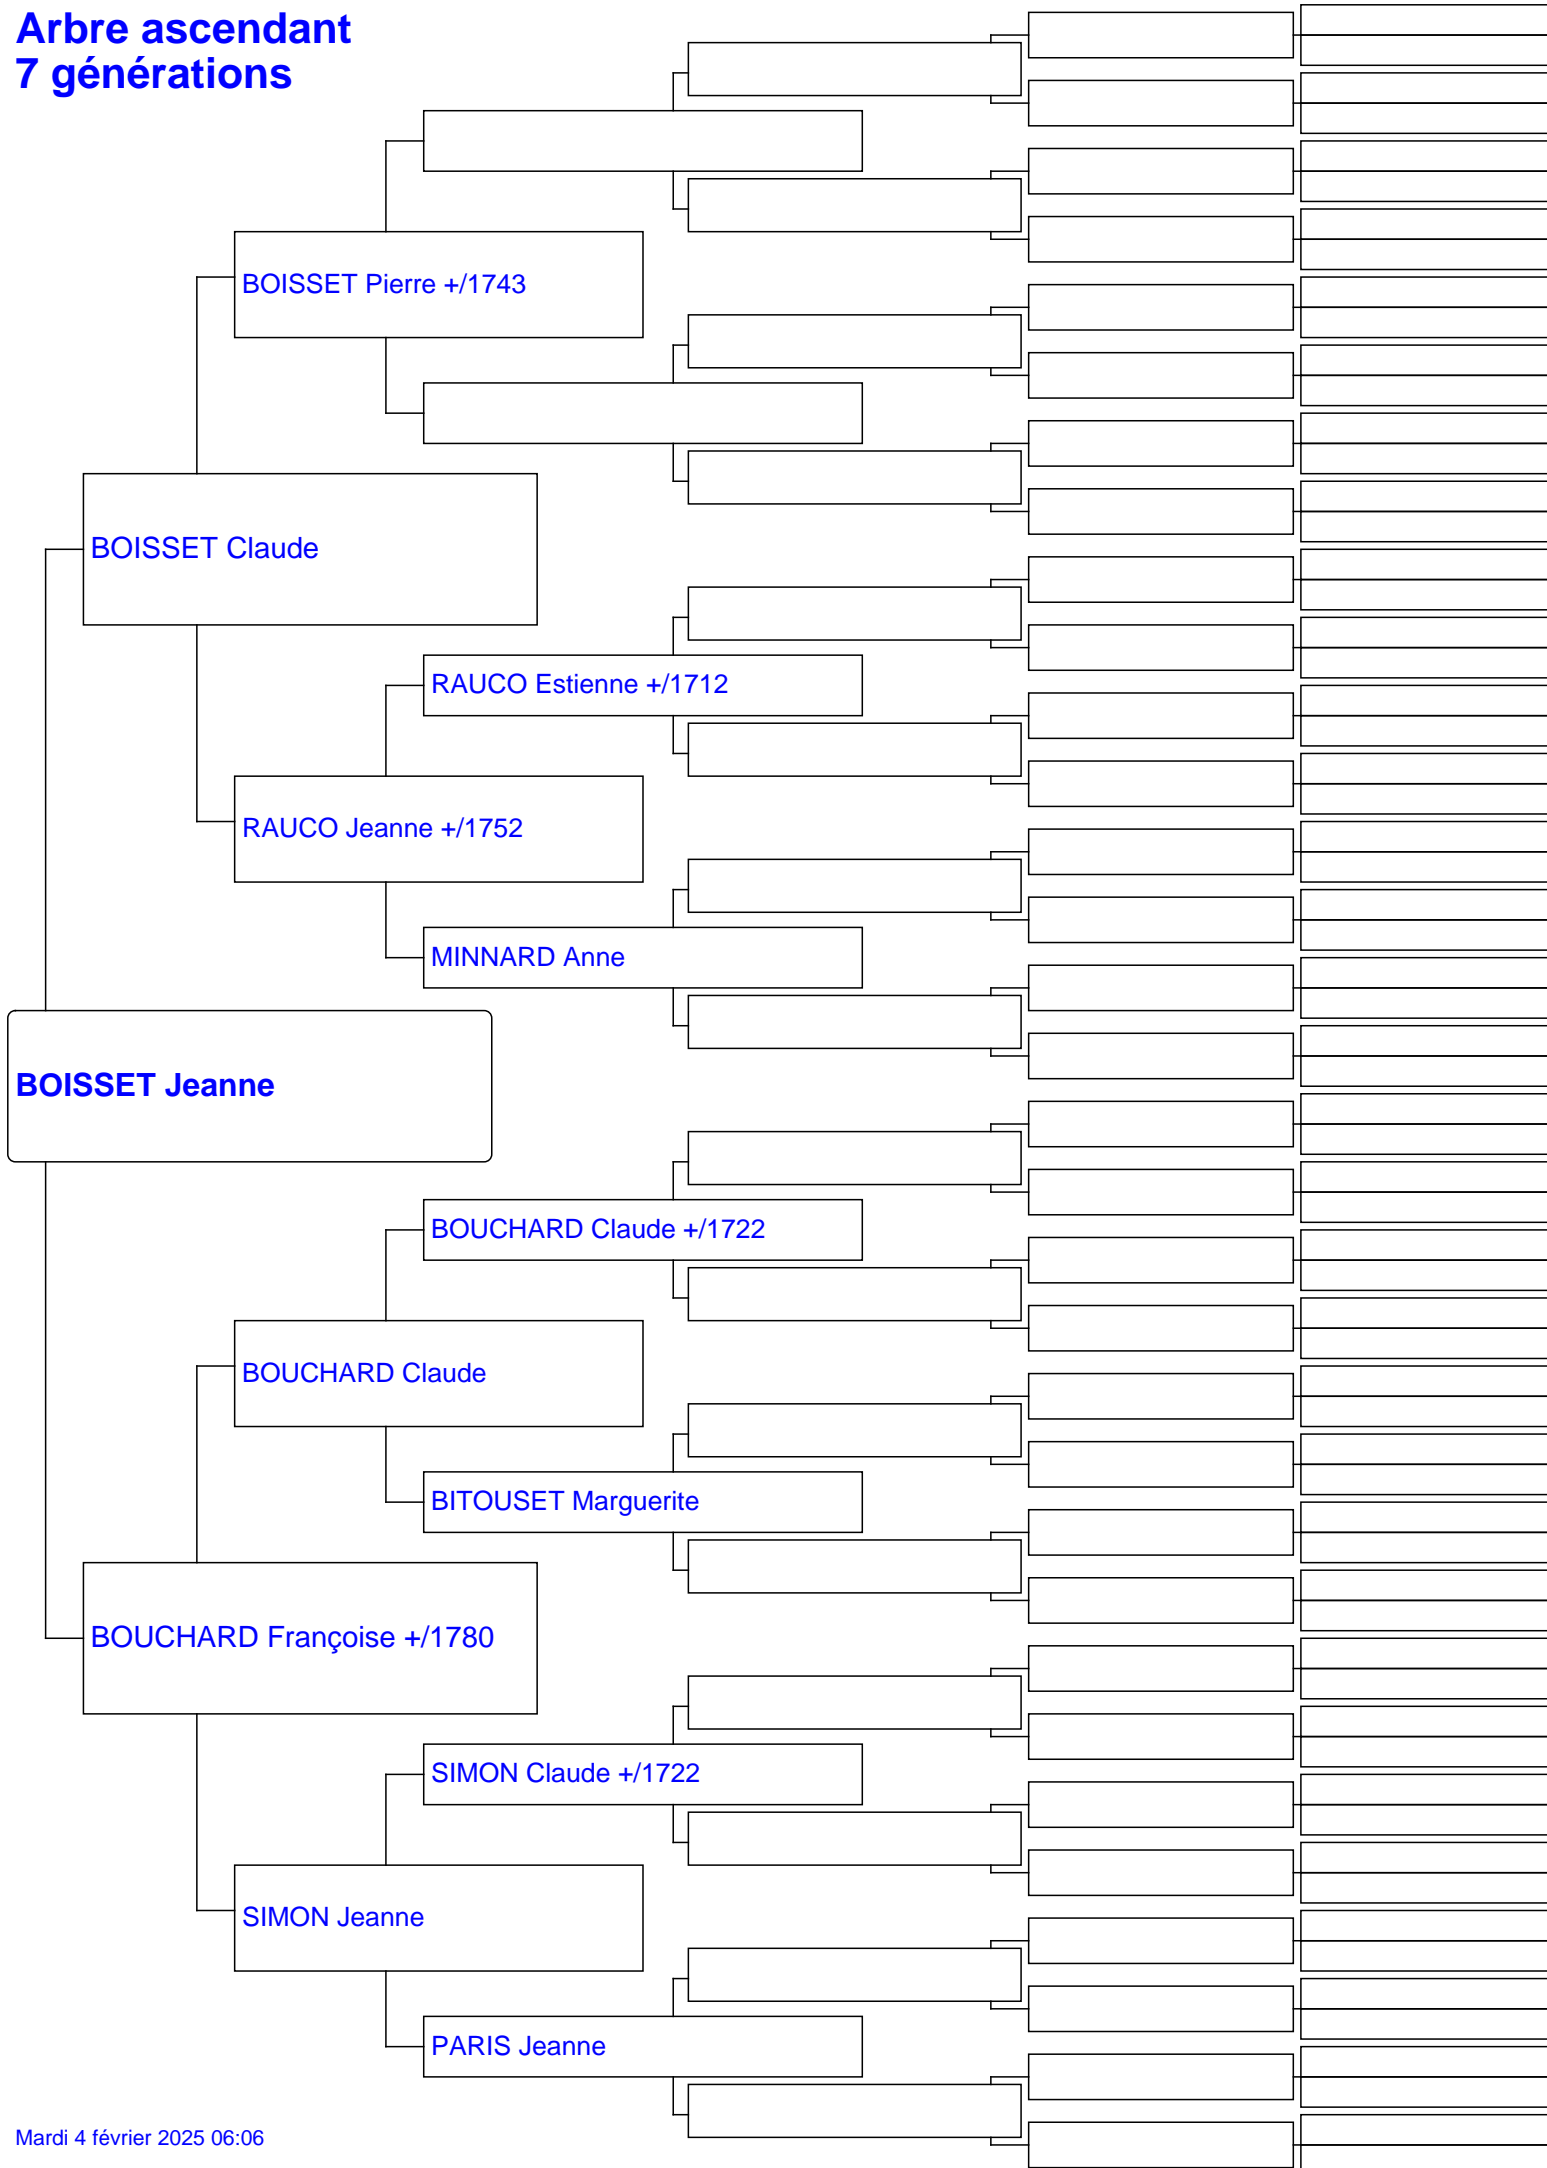 Arbre ascendant
7 générations
BOISSET Pierre +/1743
BOISSET Claude
RAUCO Estienne +/1712
RAUCO Jeanne +/1752
MINNARD Anne
BOISSET Jeanne
BOUCHARD Claude +/1722
BOUCHARD Claude
BITOUSET Marguerite
BOUCHARD Françoise +/1780
SIMON Claude +/1722
SIMON Jeanne
PARIS Jeanne
Mardi 4 février 2025 06:06